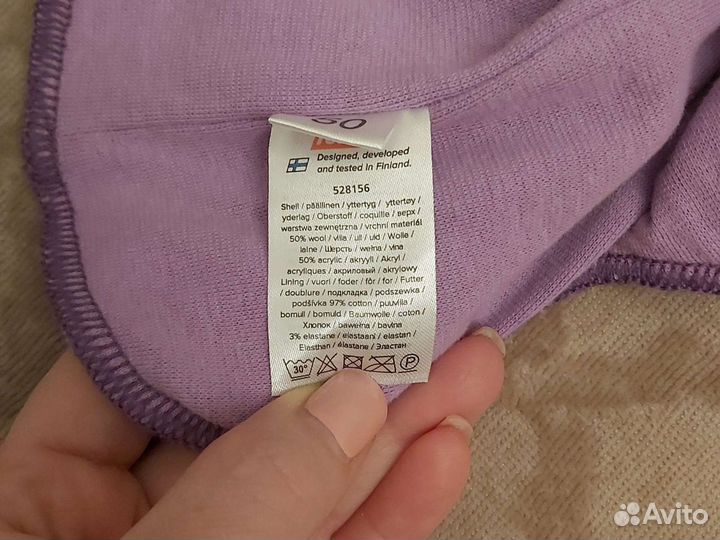 50
Designed, developed
and tested in Finland.
528156
Shell / päällinen / yttertyg / yttertøy /
yderlag / Oberstoff / coquille / верх /
warstwa zewnętrzna / vrchní materiál
50% wool / villa / ull / uld / Wolle /
laine / Шерсть / wełna / vlna
50% acrylic / akryyli / Akryl /
acryliques / акриловый / akrylowy
Lining / vuori / foder / fôr / for / Futter
/ doublure / подкладка / podszewka /
podšívka 97% cotton / puuvilla /
bomull / bomuld / Baumwolle / coton /
Хлопок / bawełna / bavlna
3% elastane / elastaani / elastan /
Elasthan / élastane / Эластан
30° P
Avito